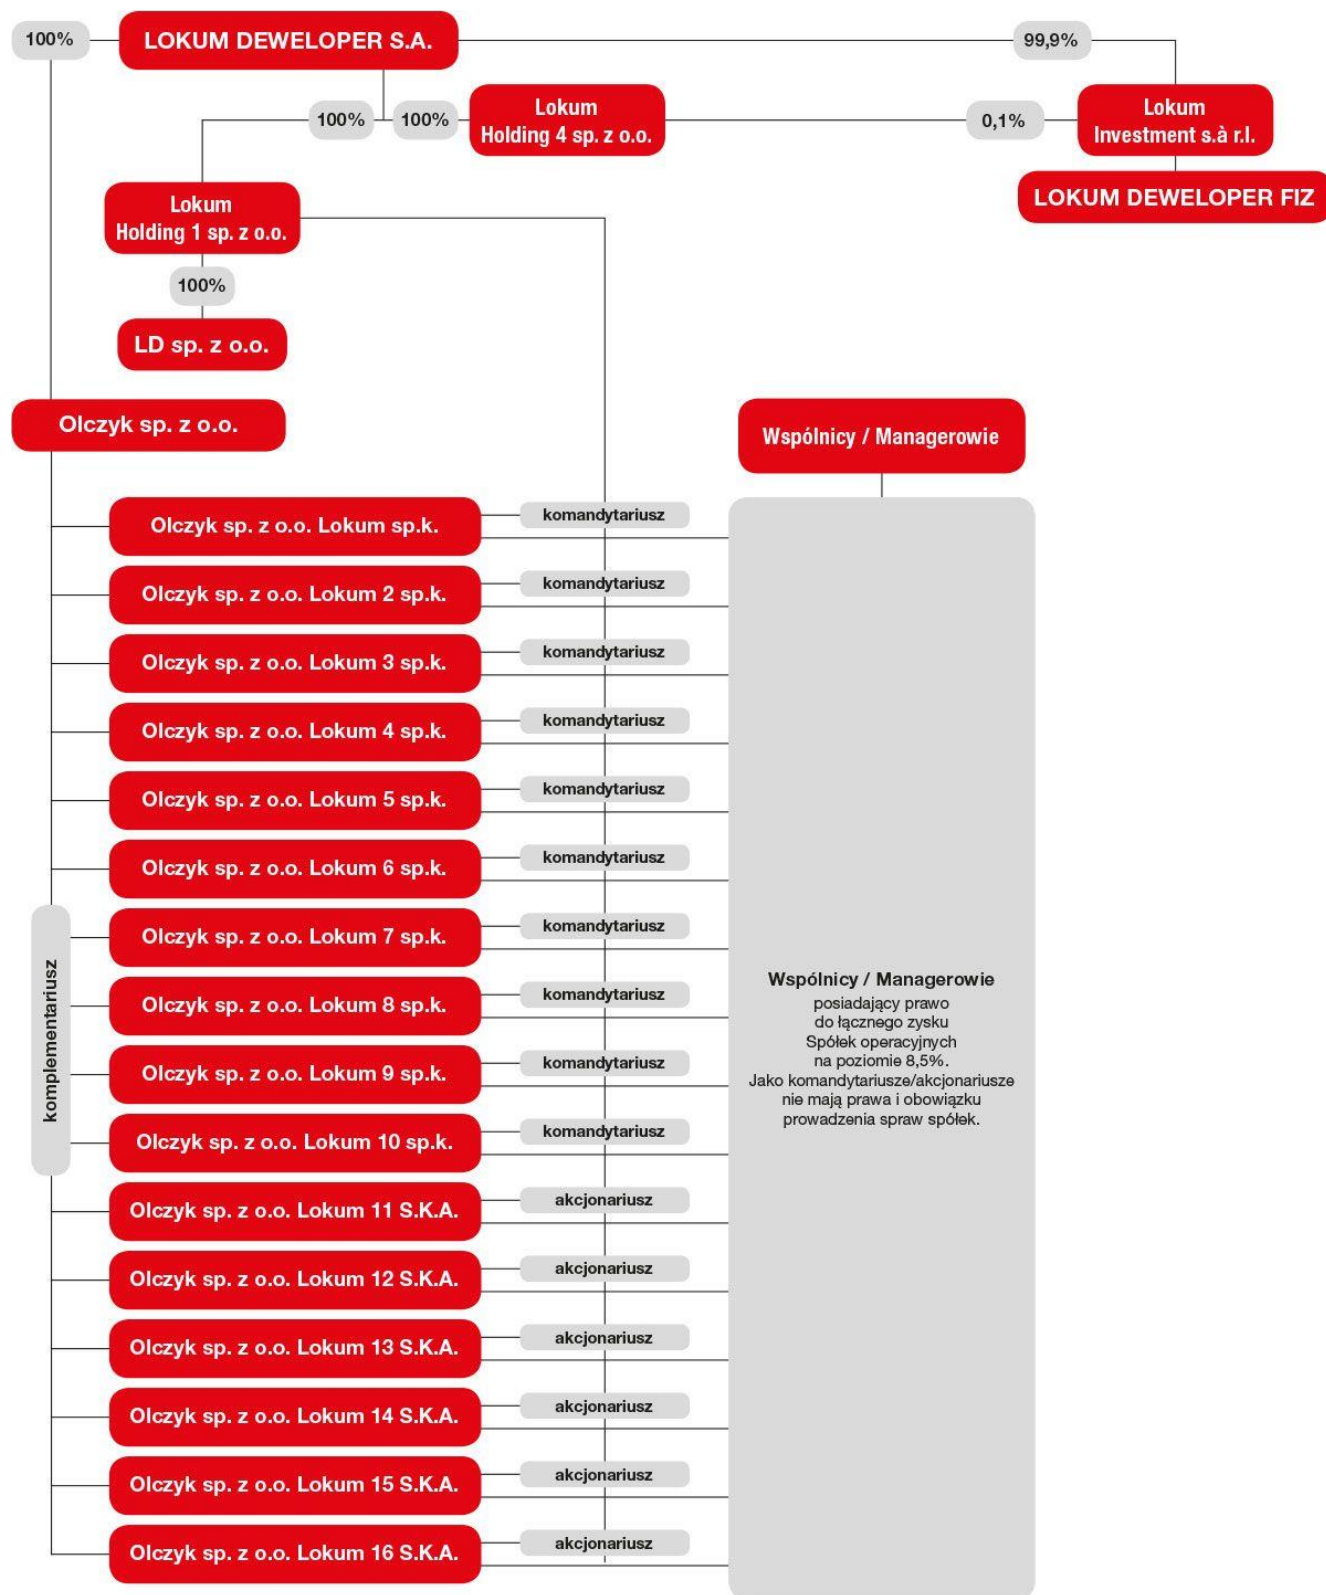 100%
LOKUM DEWELOPER S.A.
99,9%
100%
100%
Lokum
Holding 4 sp. z o.o.
0,1%
Lokum
Investment s.à r.l.
LOKUM DEWELOPER FIZ
Lokum
Holding 1 sp. z o.o.
100%
LD sp. z o.o.
Olczyk sp. z o.o.
Wspólnicy / Managerowie
Olczyk sp. z o.o. Lokum sp.k.
komandytariusz
Olczyk sp. z o.o. Lokum 2 sp.k.
komandytariusz
Olczyk sp. z o.o. Lokum 3 sp.k.
komandytariusz
Olczyk sp. z o.o. Lokum 4 sp.k.
komandytariusz
Olczyk sp. z o.o. Lokum 5 sp.k.
komandytariusz
Olczyk sp. z o.o. Lokum 6 sp.k.
komandytariusz
Olczyk sp. z o.o. Lokum 7 sp.k.
komandytariusz
Olczyk sp. z o.o. Lokum 8 sp.k.
komandytariusz
Olczyk sp. z o.o. Lokum 9 sp.k.
komandytariusz
Olczyk sp. z o.o. Lokum 10 sp.k.
komandytariusz
Olczyk sp. z o.o. Lokum 11 S.K.A.
akcjonariusz
Olczyk sp. z o.o. Lokum 12 S.K.A.
akcjonariusz
Olczyk sp. z o.o. Lokum 13 S.K.A.
akcjonariusz
Olczyk sp. z o.o. Lokum 14 S.K.A.
akcjonariusz
Olczyk sp. z o.o. Lokum 15 S.K.A.
akcjonariusz
Olczyk sp. z o.o. Lokum 16 S.K.A.
akcjonariusz
komplementariusz
Wspólnicy / Managerowie
posiadający prawo
do łącznego zysku
Spółek operacyjnych
na poziomie 8,5%.
Jako komandytariusze/akcjonariusze
nie mają prawa i obowiązku
prowadzenia spraw spółek.